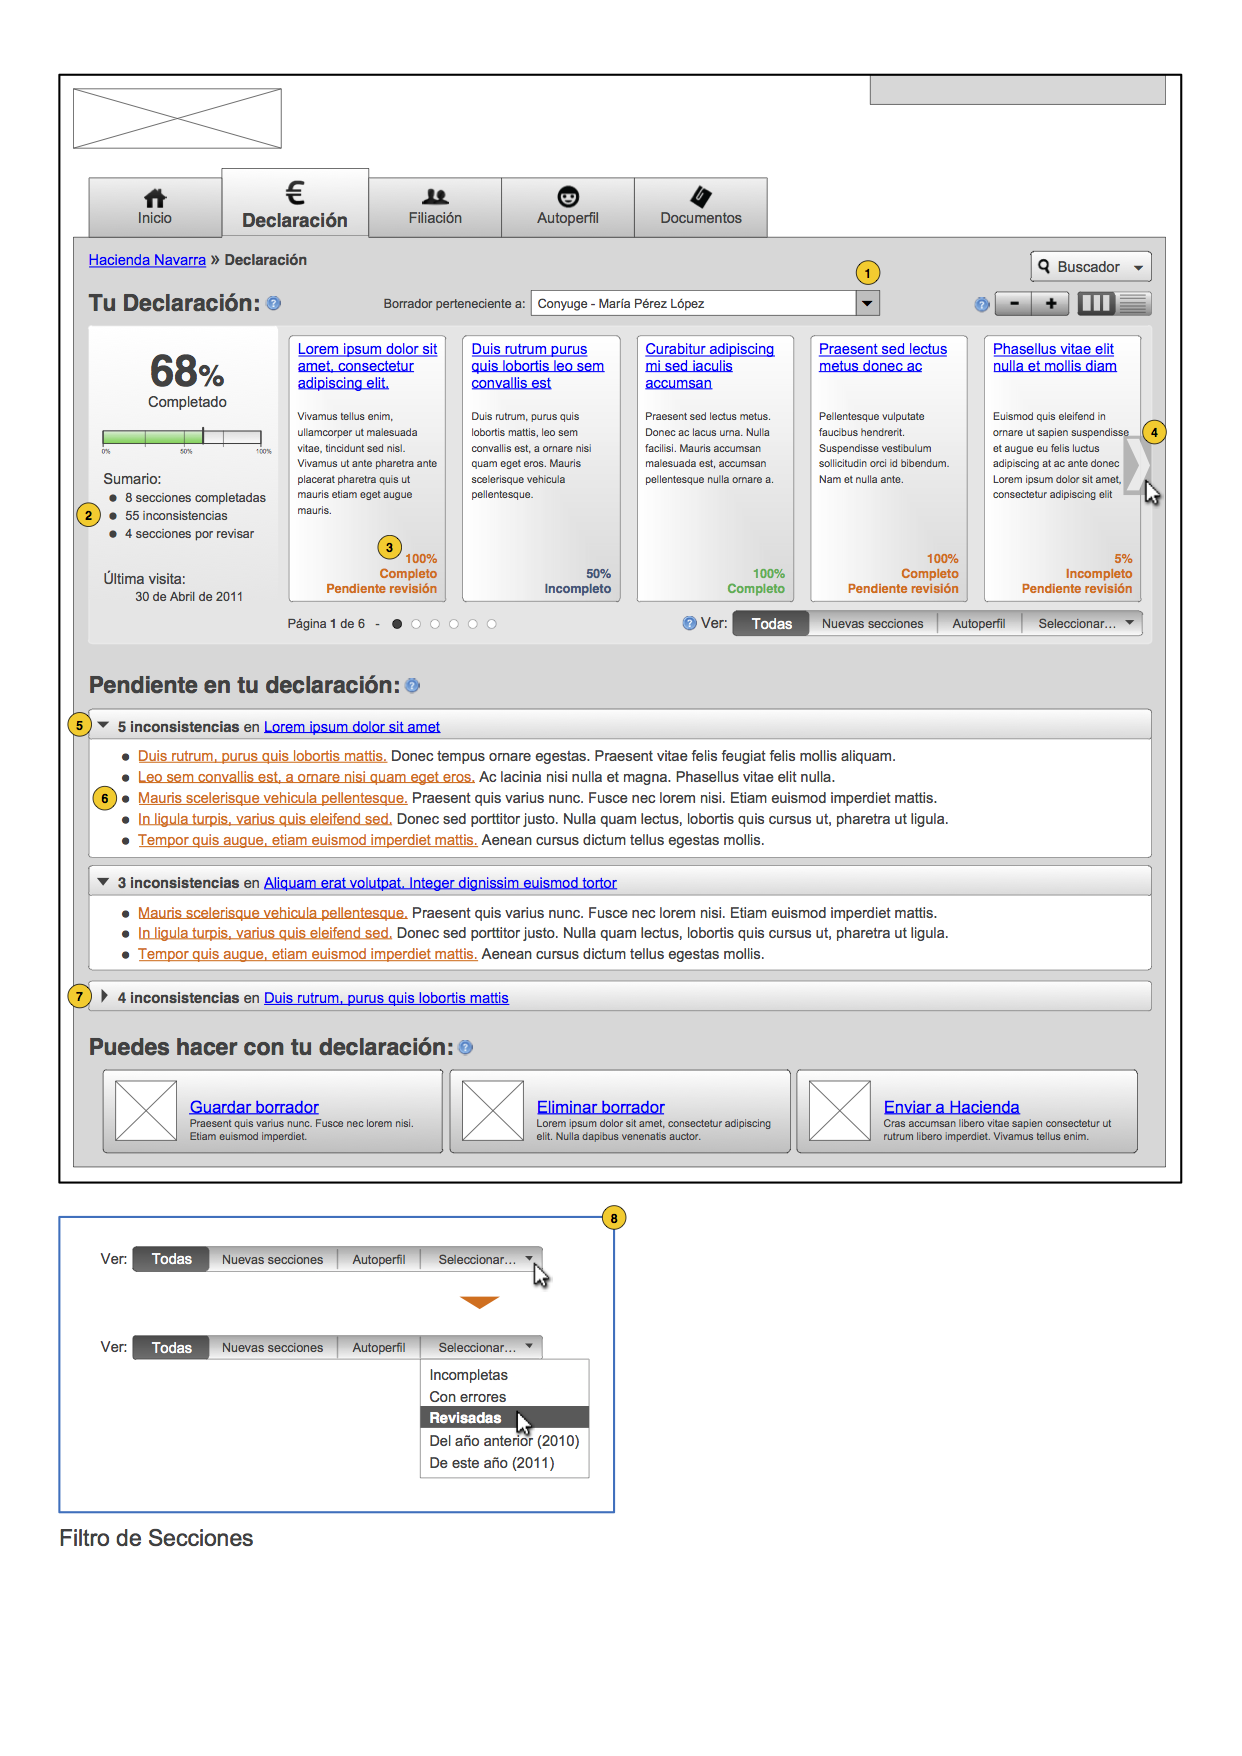 Inicio
€
Declaración
Filiación
Autoperfil
Documentos
Hacienda Navarra » Declaración
1
Buscador
Tu Declaración: ?
Borrador perteneciente a: Conyuge - María Pérez López
? - +
68%
Completado
0% 50% 100%
Sumario:
8 secciones completadas
2
55 inconsistencias
4 secciones por revisar
Última visita:
30 de Abril de 2011
Lorem ipsum dolor sit
amet, consectetur
adipiscing elit.
Vivamus tellus enim,
ullamcorper ut malesuada
vitae, tincidunt sed nisl.
Vivamus ut ante pharetra ante
placerat pharetra quis ut
mauris etiam eget augue
mauris.
3
100%
Completo
Pendiente revisión
Duis rutrum purus
quis lobortis leo sem
convallis est
Duis rutrum, purus quis
lobortis mattis, leo sem
convallis est, a ornare nisi
quam eget eros. Mauris
scelerisque vehicula
pellentesque.
50%
Incompleto
Curabitur adipiscing
mi sed iaculis
accumsan
Praesent sed lectus metus.
Donec ac lacus urna. Nulla
facilisi. Mauris accumsan
malesuada est, accumsan
pellentesque nulla ornare a.
100%
Completo
Praesent sed lectus
metus donec ac
Pellentesque vulputate
faucibus hendrerit.
Suspendisse vestibulum
sollicitudin orci id bibendum.
Nam et nulla ante.
100%
Completo
Pendiente revisión
Phasellus vitae elit
nulla et mollis diam
Euismod quis eleifend in
ornare ut sapien suspendisse
et augue eu felis luctus
adipiscing at ac ante donec
Lorem ipsum dolor sit amet,
consectetur adipiscing elit
4
5%
Incompleto
Pendiente revisión
Página 1 de 6 -
? Ver: Todas Nuevas secciones Autoperfil Seleccionar...
Pendiente en tu declaración: ?
5
5 inconsistencias en Lorem ipsum dolor sit amet
Duis rutrum, purus quis lobortis mattis. Donec tempus ornare egestas. Praesent vitae felis feugiat felis mollis aliquam.
Leo sem convallis est, a ornare nisi quam eget eros. Ac lacinia nisi nulla et magna. Phasellus vitae elit nulla.
6
Mauris scelerisque vehicula pellentesque. Praesent quis varius nunc. Fusce nec lorem nisi. Etiam euismod imperdiet mattis.
In ligula turpis, varius quis eleifend sed. Donec sed porttitor justo. Nulla quam lectus, lobortis quis cursus ut, pharetra ut ligula.
Tempor quis augue, etiam euismod imperdiet mattis. Aenean cursus dictum tellus egestas mollis.
3 inconsistencias en Aliquam erat volutpat. Integer dignissim euismod tortor
Mauris scelerisque vehicula pellentesque. Praesent quis varius nunc. Fusce nec lorem nisi. Etiam euismod imperdiet mattis.
In ligula turpis, varius quis eleifend sed. Donec sed porttitor justo. Nulla quam lectus, lobortis quis cursus ut, pharetra ut ligula.
Tempor quis augue, etiam euismod imperdiet mattis. Aenean cursus dictum tellus egestas mollis.
7
4 inconsistencias en Duis rutrum, purus quis lobortis mattis
Puedes hacer con tu declaración: ?
Guardar borrador
Praesent quis varius nunc. Fusce nec lorem nisi.
Etiam euismod imperdiet.
Eliminar borrador
Lorem ipsum dolor sit amet, consectetur adipiscing
elit. Nulla dapibus venenatis auctor.
Enviar a Hacienda
Cras accumsan libero vitae sapien consectetur ut
rutrum libero imperdiet. Vivamus tellus enim.
8
Ver: Todas Nuevas secciones Autoperfil Seleccionar...
Ver: Todas Nuevas secciones Autoperfil Seleccionar...
Incompletas
Con errores
Revisadas
Del año anterior (2010)
De este año (2011)
Filtro de Secciones